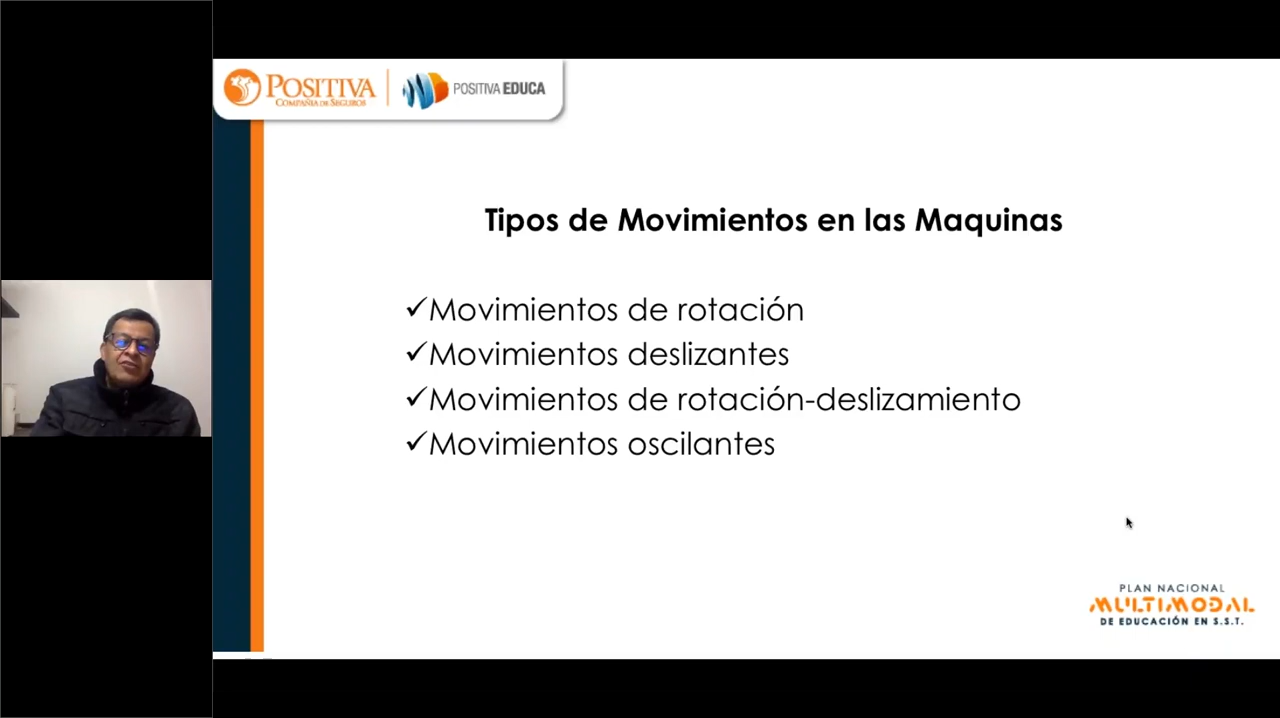 POSITIVA
COMPAÑIA DE SEGUROS
POSITIVA EDUCA
Tipos de Movimientos en las Maquinas
✓Movimientos de rotación
✓Movimientos deslizantes
✓Movimientos de rotación-deslizamiento
✓Movimientos oscilantes
PLAN NACIONAL
MULTIMODAL
DE EDUCACIÓN EN S.S.T.